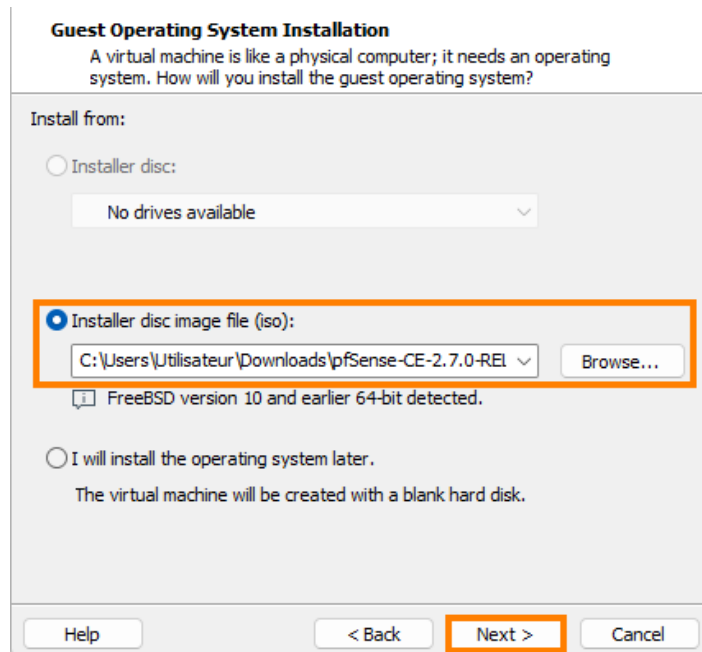 Guest Operating System Installation
A virtual machine is like a physical computer; it needs an operating
system. How will you install the guest operating system?
Install from:
Installer disc:
No drives available
Installer disc image file (iso):
C:\Users\Utilisateur\Downloads\pfSense-CE-2.7.0-REL
Browse...
FreeBSD version 10 and earlier 64-bit detected.
I will install the operating system later.
The virtual machine will be created with a blank hard disk.
Help
< Back
Next >
Cancel